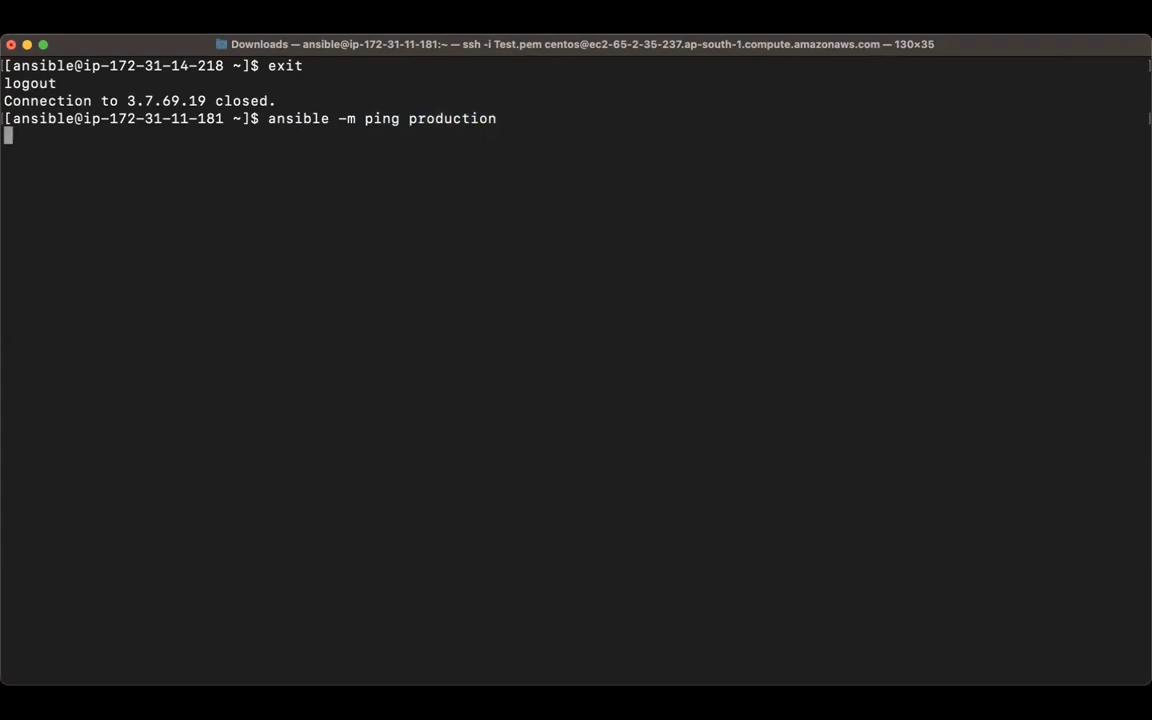 Downloads — ansible@ip-172-31-11-181:~ — ssh -i Test.pem centos@ec2-65-2-35-237.ap-south-1.compute.amazonaws.com — 130×35
[ansible@ip-172-31-14-218 ~]$ exit
logout
Connection to 3.7.69.19 closed.
[ansible@ip-172-31-11-181 ~]$ ansible -m ping production